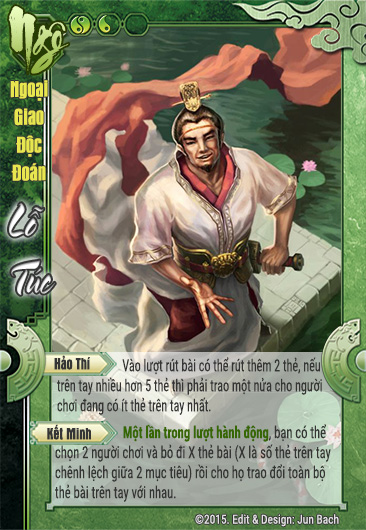 Ngô
Ngoại
Giao
Độc
Đoán
Lỗ
Túc
Hảo Thí Vào lượt rút bài có thể rút thêm 2 thẻ, nếu
trên tay nhiều hơn 5 thẻ thì phải trao một nửa cho người
chơi đang có ít thẻ trên tay nhất.
Kết Minh Một lần trong lượt hành động, bạn có thể
chọn 2 người chơi và bỏ đi X thẻ bài (X là số thẻ trên tay
chênh lệch giữa 2 mục tiêu) rồi cho họ trao đổi toàn bộ
thẻ bài trên tay với nhau.
©2015. Edit & Design: Jun Bach